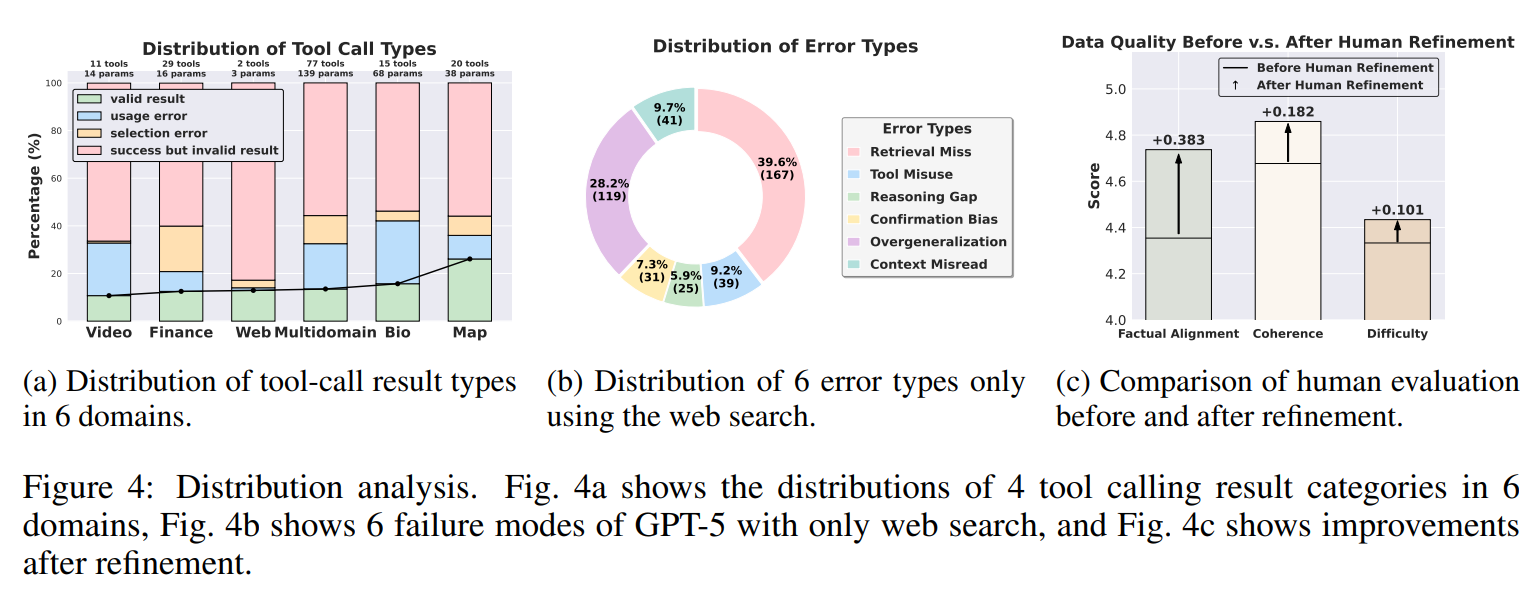 Distribution of Tool Call Types
11 tools 29 tools 2 tools 77 tools 15 tools 20 tools
14 params 16 params 3 params 139 params 68 params 38 params
valid result
usage error
selection error
success but invalid result
Percentage (%)
100
80
60
40
20
0
Video Finance Web Multidomain Bio Map
(a) Distribution of tool-call result types
in 6 domains.
Distribution of Error Types
9.7%
(41)
39.6%
(167)
28.2%
(119)
7.3%
(31)
5.9%
(25)
9.2%
(39)
Error Types
Retrieval Miss
Tool Misuse
Reasoning Gap
Confirmation Bias
Overgeneralization
Context Misread
(b) Distribution of 6 error types only
using the web search.
Data Quality Before v.s. After Human Refinement
Before Human Refinement
↑ After Human Refinement
Score
5.0
4.8
4.6
4.4
4.2
4.0
+0.383
+0.182
+0.101
Factual Alignment Coherence Difficulty
(c) Comparison of human evaluation
before and after refinement.
Figure 4: Distribution analysis. Fig. 4a shows the distributions of 4 tool calling result categories in 6
domains, Fig. 4b shows 6 failure modes of GPT-5 with only web search, and Fig. 4c shows improvements
after refinement.